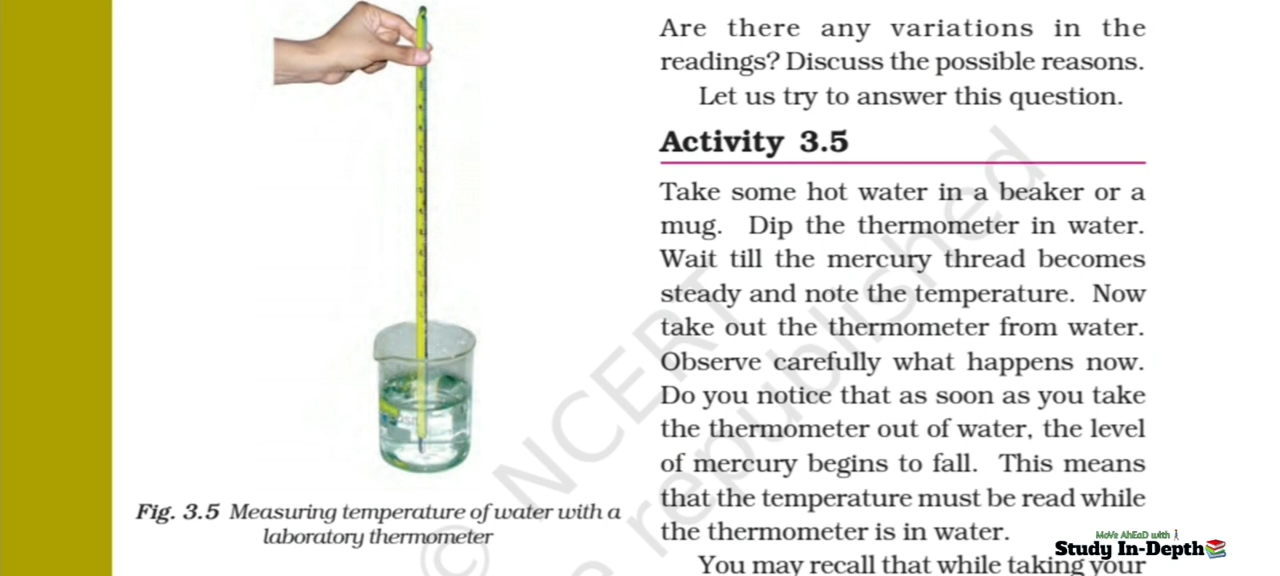 Are there any variations in the
readings? Discuss the possible reasons.
Let us try to answer this question.
Activity 3.5
Take some hot water in a beaker or a
mug. Dip the thermometer in water.
Wait till the mercury thread becomes
steady and note the temperature. Now
take out the thermometer from water.
Observe carefully what happens now.
Do you notice that as soon as you take
the thermometer out of water, the level
of mercury begins to fall. This means
that the temperature must be read while
the thermometer is in water.
You may recall that while taking your
Fig. 3.5 Measuring temperature of water with a
laboratory thermometer
© NCERT
republished
MoVe AhEaD with
Study In-Depth